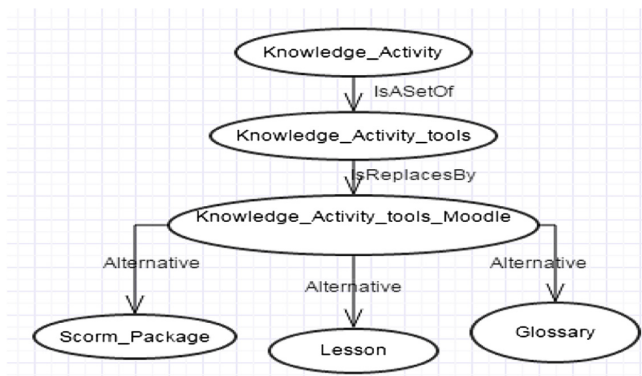 Knowledge_Activity
IsASetOf
Knowledge_Activity_tools
IsReplacesBy
Knowledge_Activity_tools_Moodle
Alternative
Alternative
Alternative
Scorm_Package
Lesson
Glossary